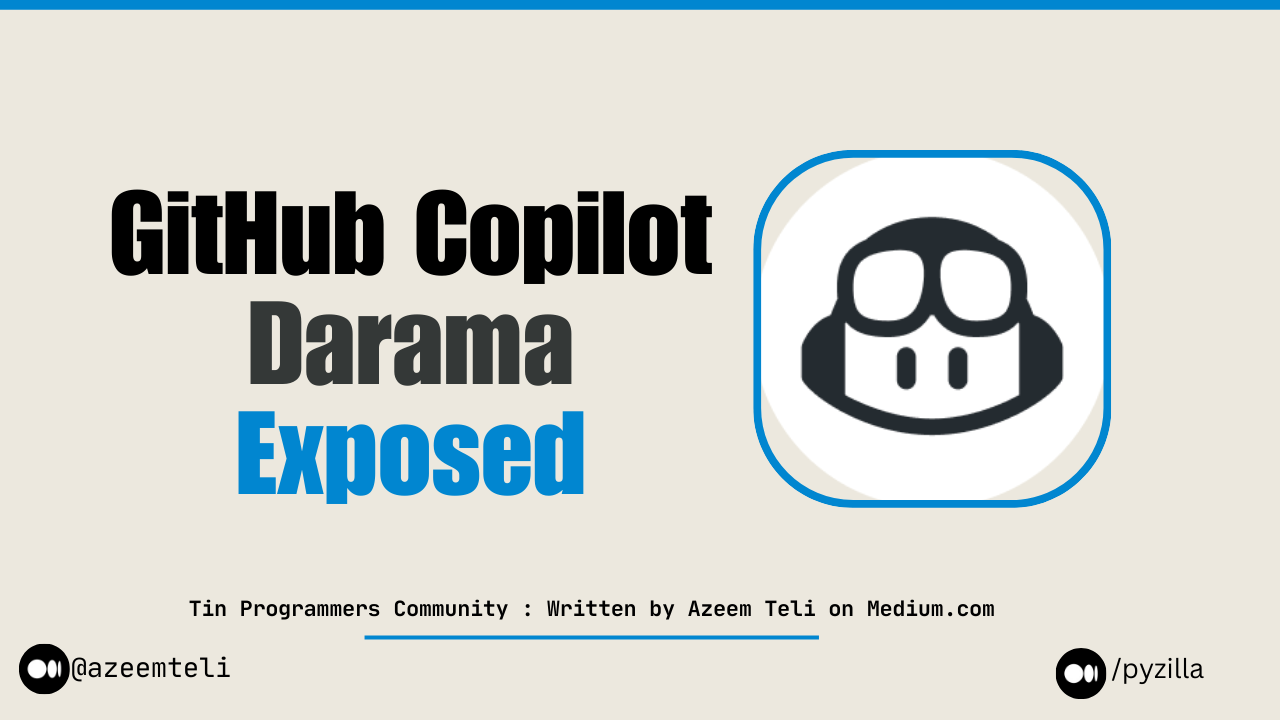 GitHub Copilot
Darama
Exposed
Tin Programmers Community : Written by Azeem Teli on Medium.com
@azeemteli
/pyzilla